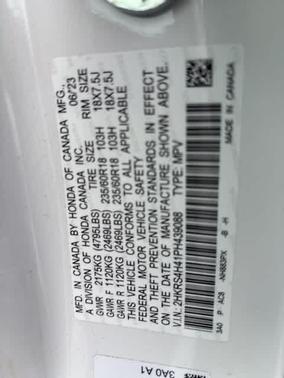 MFD. IN CANADA BY HONDA OF CANADA MFG.,
A DIVISION OF HONDA CANADA INC. 06/23
TIRE SIZE RIM SIZE
GVWR 2175KG (4795LBS)
GAWR F 1120KG (2469LBS) 235/60R18 103H 18X7.5J
GAWR R 1120KG (2469LBS) 235/60R18 103H 18X7.5J
THIS VEHICLE CONFORMS TO ALL APPLICABLE
FEDERAL MOTOR VEHICLE SAFETY
AND THEFT PREVENTION STANDARDS IN EFFECT
ON THE DATE OF MANUFACTURE SHOWN ABOVE.
V.I.N.: 2HKRS4H41PH439088 TYPE: MPV
3A0 P AC8 -B -H
MADE IN CANADA
3A0 A1